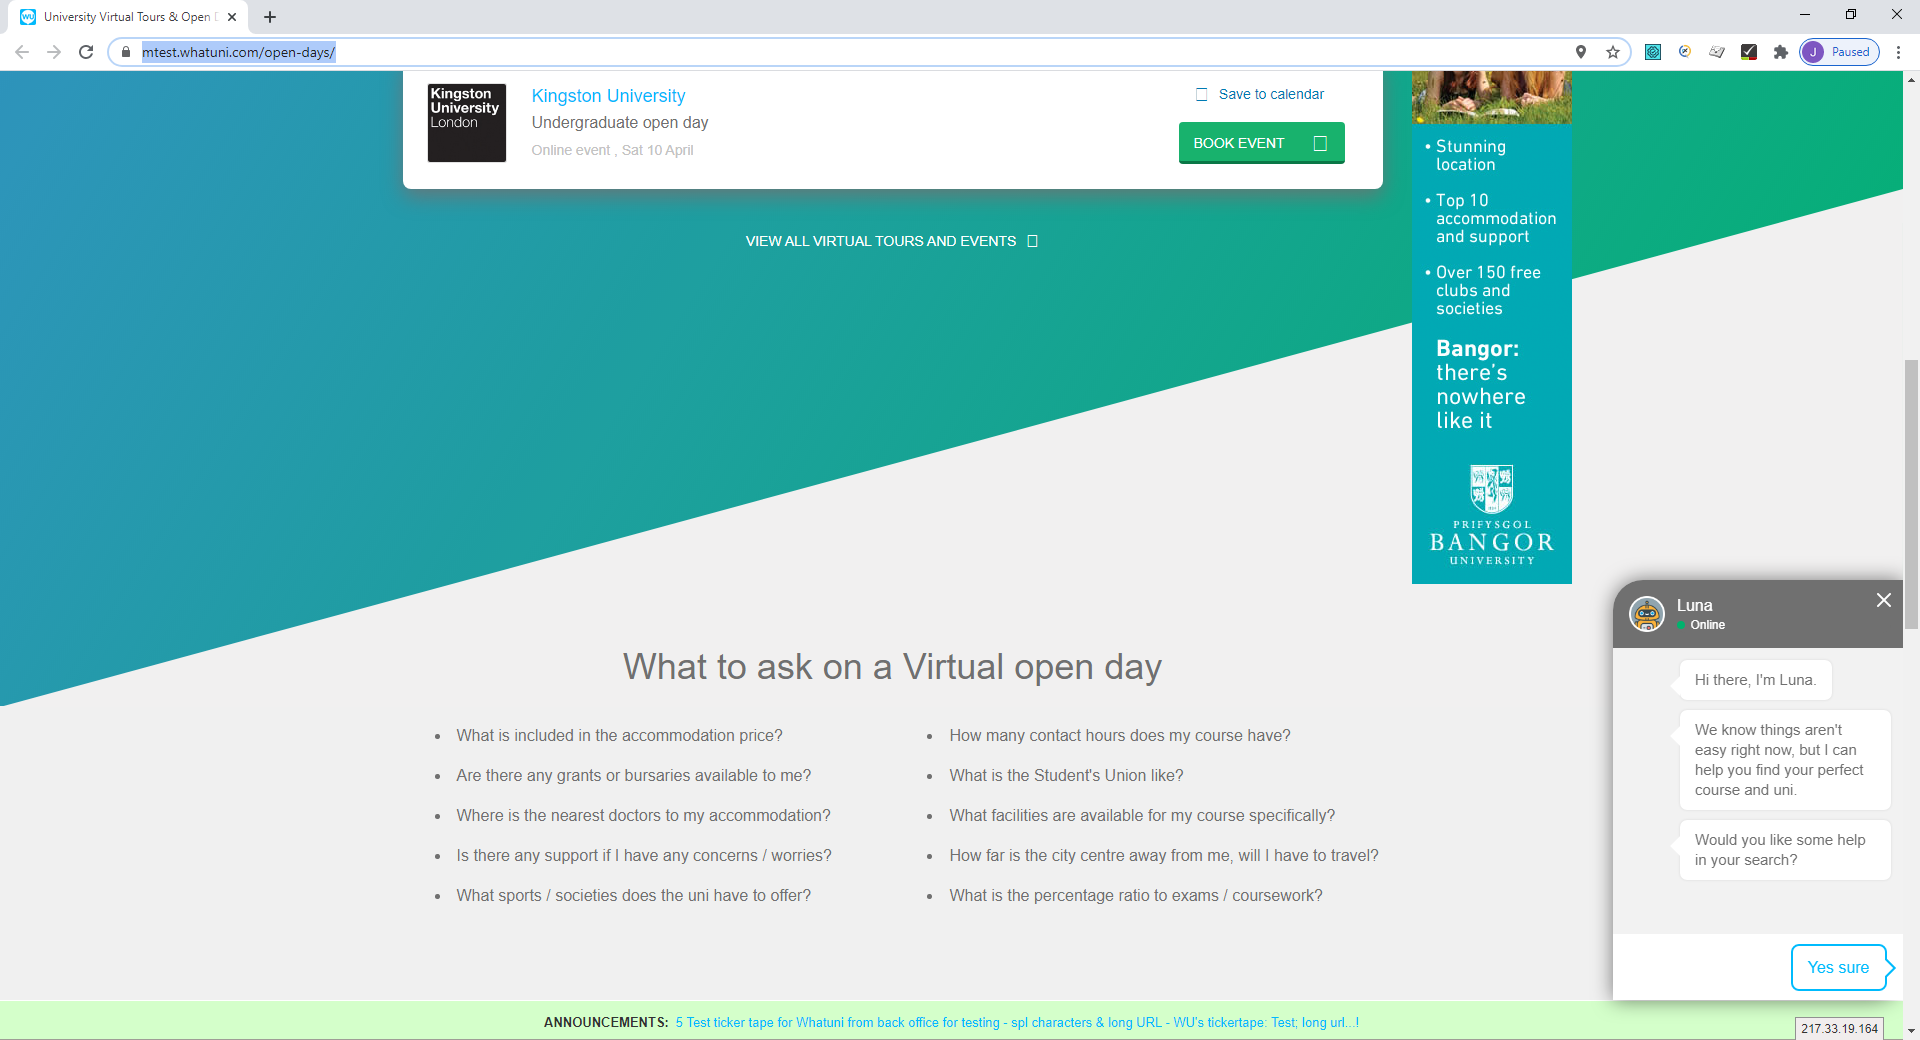 University Virtual Tours & Open
mtest.whatuni.com/open-days/
J Paused
Kingston
University
London
Kingston University
Undergraduate open day
Online event , Sat 10 April
Save to calendar
BOOK EVENT
VIEW ALL VIRTUAL TOURS AND EVENTS
• Stunning
location
• Top 10
accommodation
and support
• Over 150 free
clubs and
societies
Bangor:
there's
nowhere
like it
PRIFYSGOL
BANGOR
UNIVERSITY
What to ask on a Virtual open day
• What is included in the accommodation price?
• Are there any grants or bursaries available to me?
• Where is the nearest doctors to my accommodation?
• Is there any support if I have any concerns / worries?
• What sports / societies does the uni have to offer?
• How many contact hours does my course have?
• What is the Student's Union like?
• What facilities are available for my course specifically?
• How far is the city centre away from me, will I have to travel?
• What is the percentage ratio to exams / coursework?
Luna
Online
Hi there, I'm Luna.
We know things aren't
easy right now, but I can
help you find your perfect
course and uni.
Would you like some help
in your search?
Yes sure
ANNOUNCEMENTS: 5 Test ticker tape for Whatuni from back office for testing - spl characters & long URL - WU's tickertape: Test; long url...!
217.33.19.164